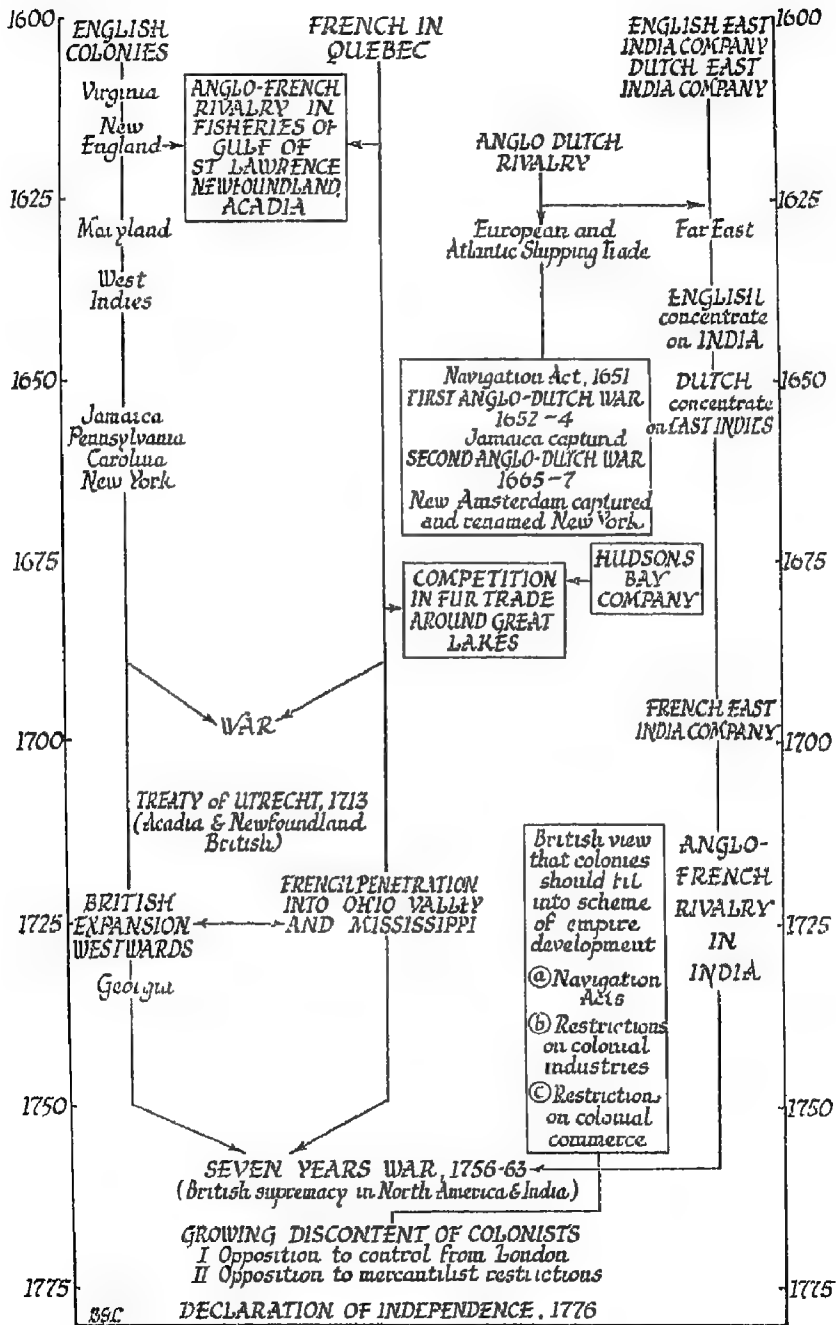 1600
ENGLISH
COLONIES
Virginia
New
England
ANGLO-FRENCH
RIVALRY IN
FISHERIES OF
GULF OF
ST LAWRENCE
NEWFOUNDLAND,
ACADIA
FRENCH IN
QUEBEC
ENGLISH EAST
INDIA COMPANY
DUTCH EAST
INDIA COMPANY
1600
ANGLO DUTCH
RIVALRY
1625
1625
Maryland
European and
Atlantic Shipping Trade
Far East
West
Indies
ENGLISH
concentrate
on INDIA
1650
1650
Navigation Act, 1651
FIRST ANGLO-DUTCH WAR
1652-4
Jamaica captured
SECOND ANGLO-DUTCH WAR
1665-7
New Amsterdam captured
and renamed New York
DUTCH
concentrate
on EAST INDIES
Jamaica
Pennsylvania
Carolina
New York
1675
1675
COMPETITION
IN FUR TRADE
AROUND GREAT
LAKES
HUDSONS
BAY
COMPANY
WAR
FRENCH EAST
INDIA COMPANY
1700
1700
TREATY of UTRECHT, 1713
(Acadia & Newfoundland
British)
British view
that colonies
should fit
into scheme
of empire
development
ⓐ Navigation
Acts
ⓑ Restrictions
on colonial
industries
ⓒ Restrictions
on colonial
commerce
ANGLO-
FRENCH
RIVALRY
IN
INDIA
BRITISH
EXPANSION
WESTWARDS
FRENCH PENETRATION
INTO OHIO VALLEY
AND MISSISSIPPI
1725
1725
Georgia
1750
1750
SEVEN YEARS WAR, 1756-63
(British supremacy in North America & India)
GROWING DISCONTENT OF COLONISTS
I Opposition to control from London
II Opposition to mercantilist restrictions
1775
1775
DECLARATION OF INDEPENDENCE, 1776